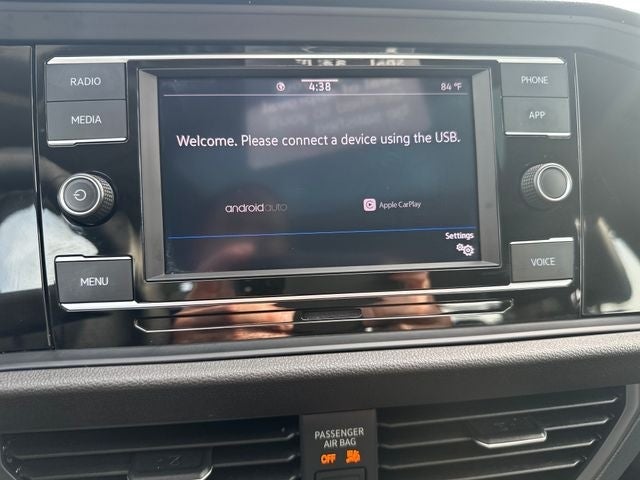 RADIO
MEDIA
MENU
4:38
84 °F
Welcome. Please connect a device using the USB.
androidauto
Apple CarPlay
Settings
PHONE
APP
VOICE
PASSENGER
AIR BAG
OFF